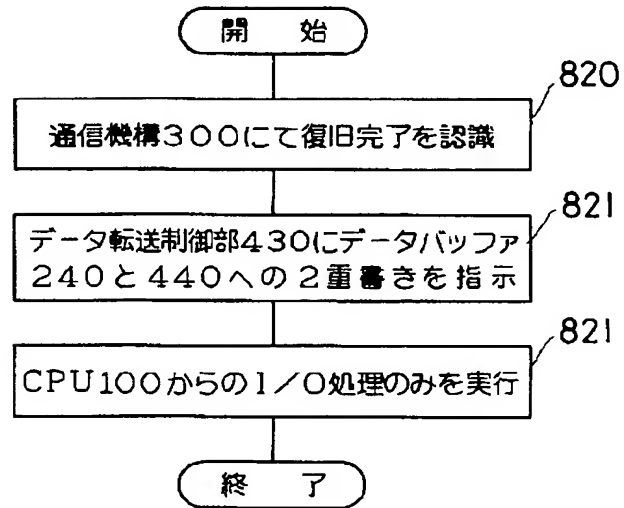 開 始
820
通信機構300にて復旧完了を認識
821
データ転送制御部430にデータバッファ
240と440への2重書きを指示
821
CPU100からのI/O処理のみを実行
終 了